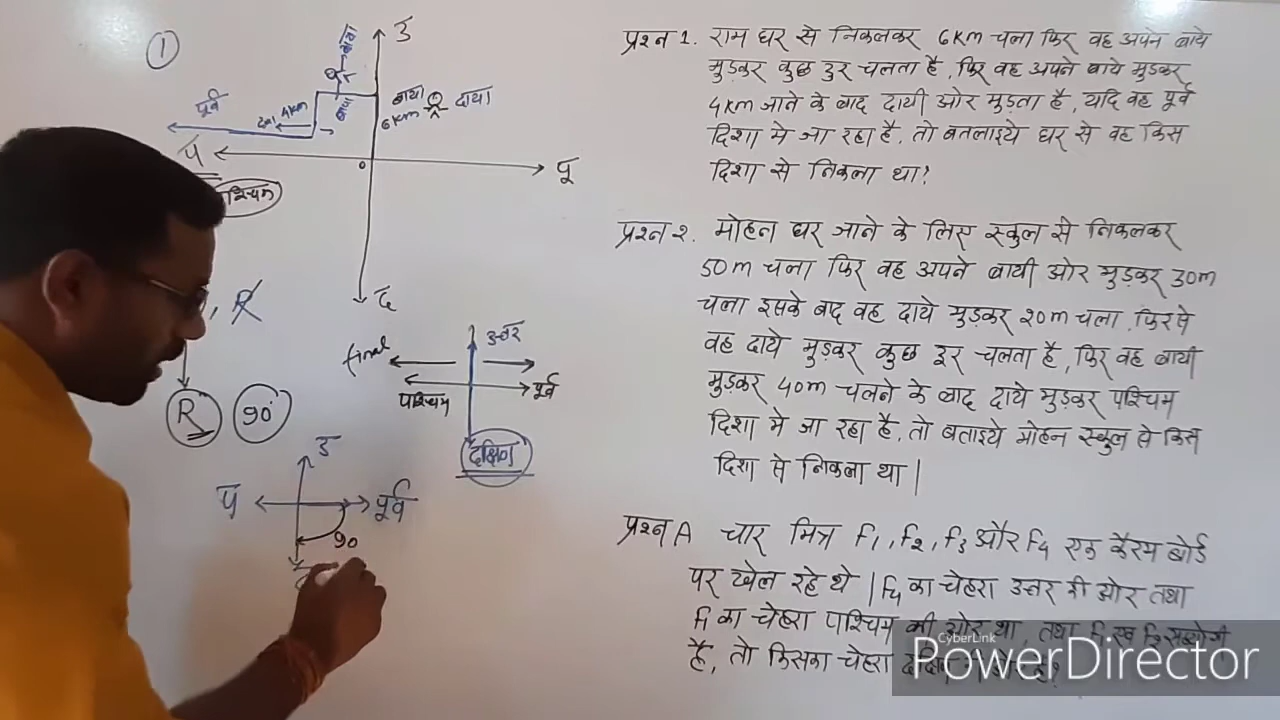 1
उ
बायां
दायां
बाया
6Km
दाया
पूर्व
4Km
प
पू
o
द
, R
R
90°
final
उत्तर
पूर्व
पश्चिम
दक्षिण
उ
प
पूर्व
90
प्रश्न 1. राम घर से निकलकर 6Km चला फिर वह अपने बाये
मुड़कर कुछ दुर चलता है, फिर वह अपने बाये मुड़कर
4Km जाने के बाद दायी ओर मुड़ता है, यदि वह पूर्व
दिशा मे जा रहा है, तो बतलाइये घर से वह किस
दिशा से निकला था?
प्रश्न २. मोहन घर जाने के लिए स्कुल से निकलकर
50m चला फिर वह अपने बायी ओर मुड़कर 30m
चला इसके बाद वह दाये मुड़कर २0m चला, फिर पे
वह दाये मुड़कर कुछ दुर चलता है, फिर वह बायी
मुड़कर 40m चलने के बाद दाये मुड़कर पश्चिम
दिशा मे जा रहा है, तो बताइये मोहन स्कुल से किस
दिशा से निकला था |
प्रश्न A चार मित्र f1, f2, f3 और f4 एक कैरम बोर्ड
पर खेल रहे थे | f4 का चेहरा उत्तर की ओर तथा
f1 का चेहरा पश्चिम की ओर था, तथा
है, तो किसका चेहरा
CyberLink
PowerDirector